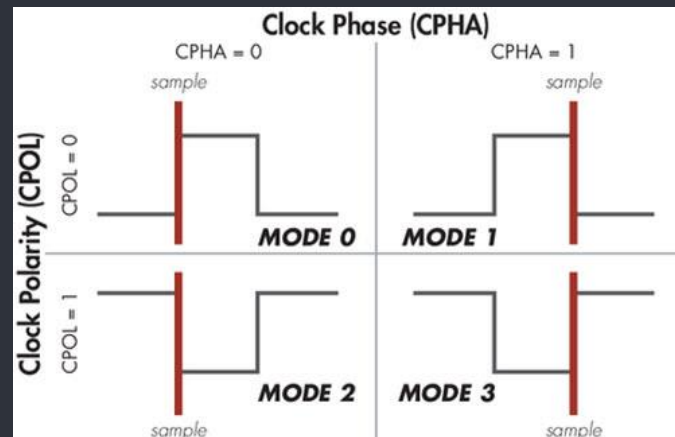 Clock Phase (CPHA)
CPHA = 0
CPHA = 1
sample
sample
Clock Polarity (CPOL)
CPOL = 0
MODE 0
MODE 1
CPOL = 1
MODE 2
MODE 3
sample
sample